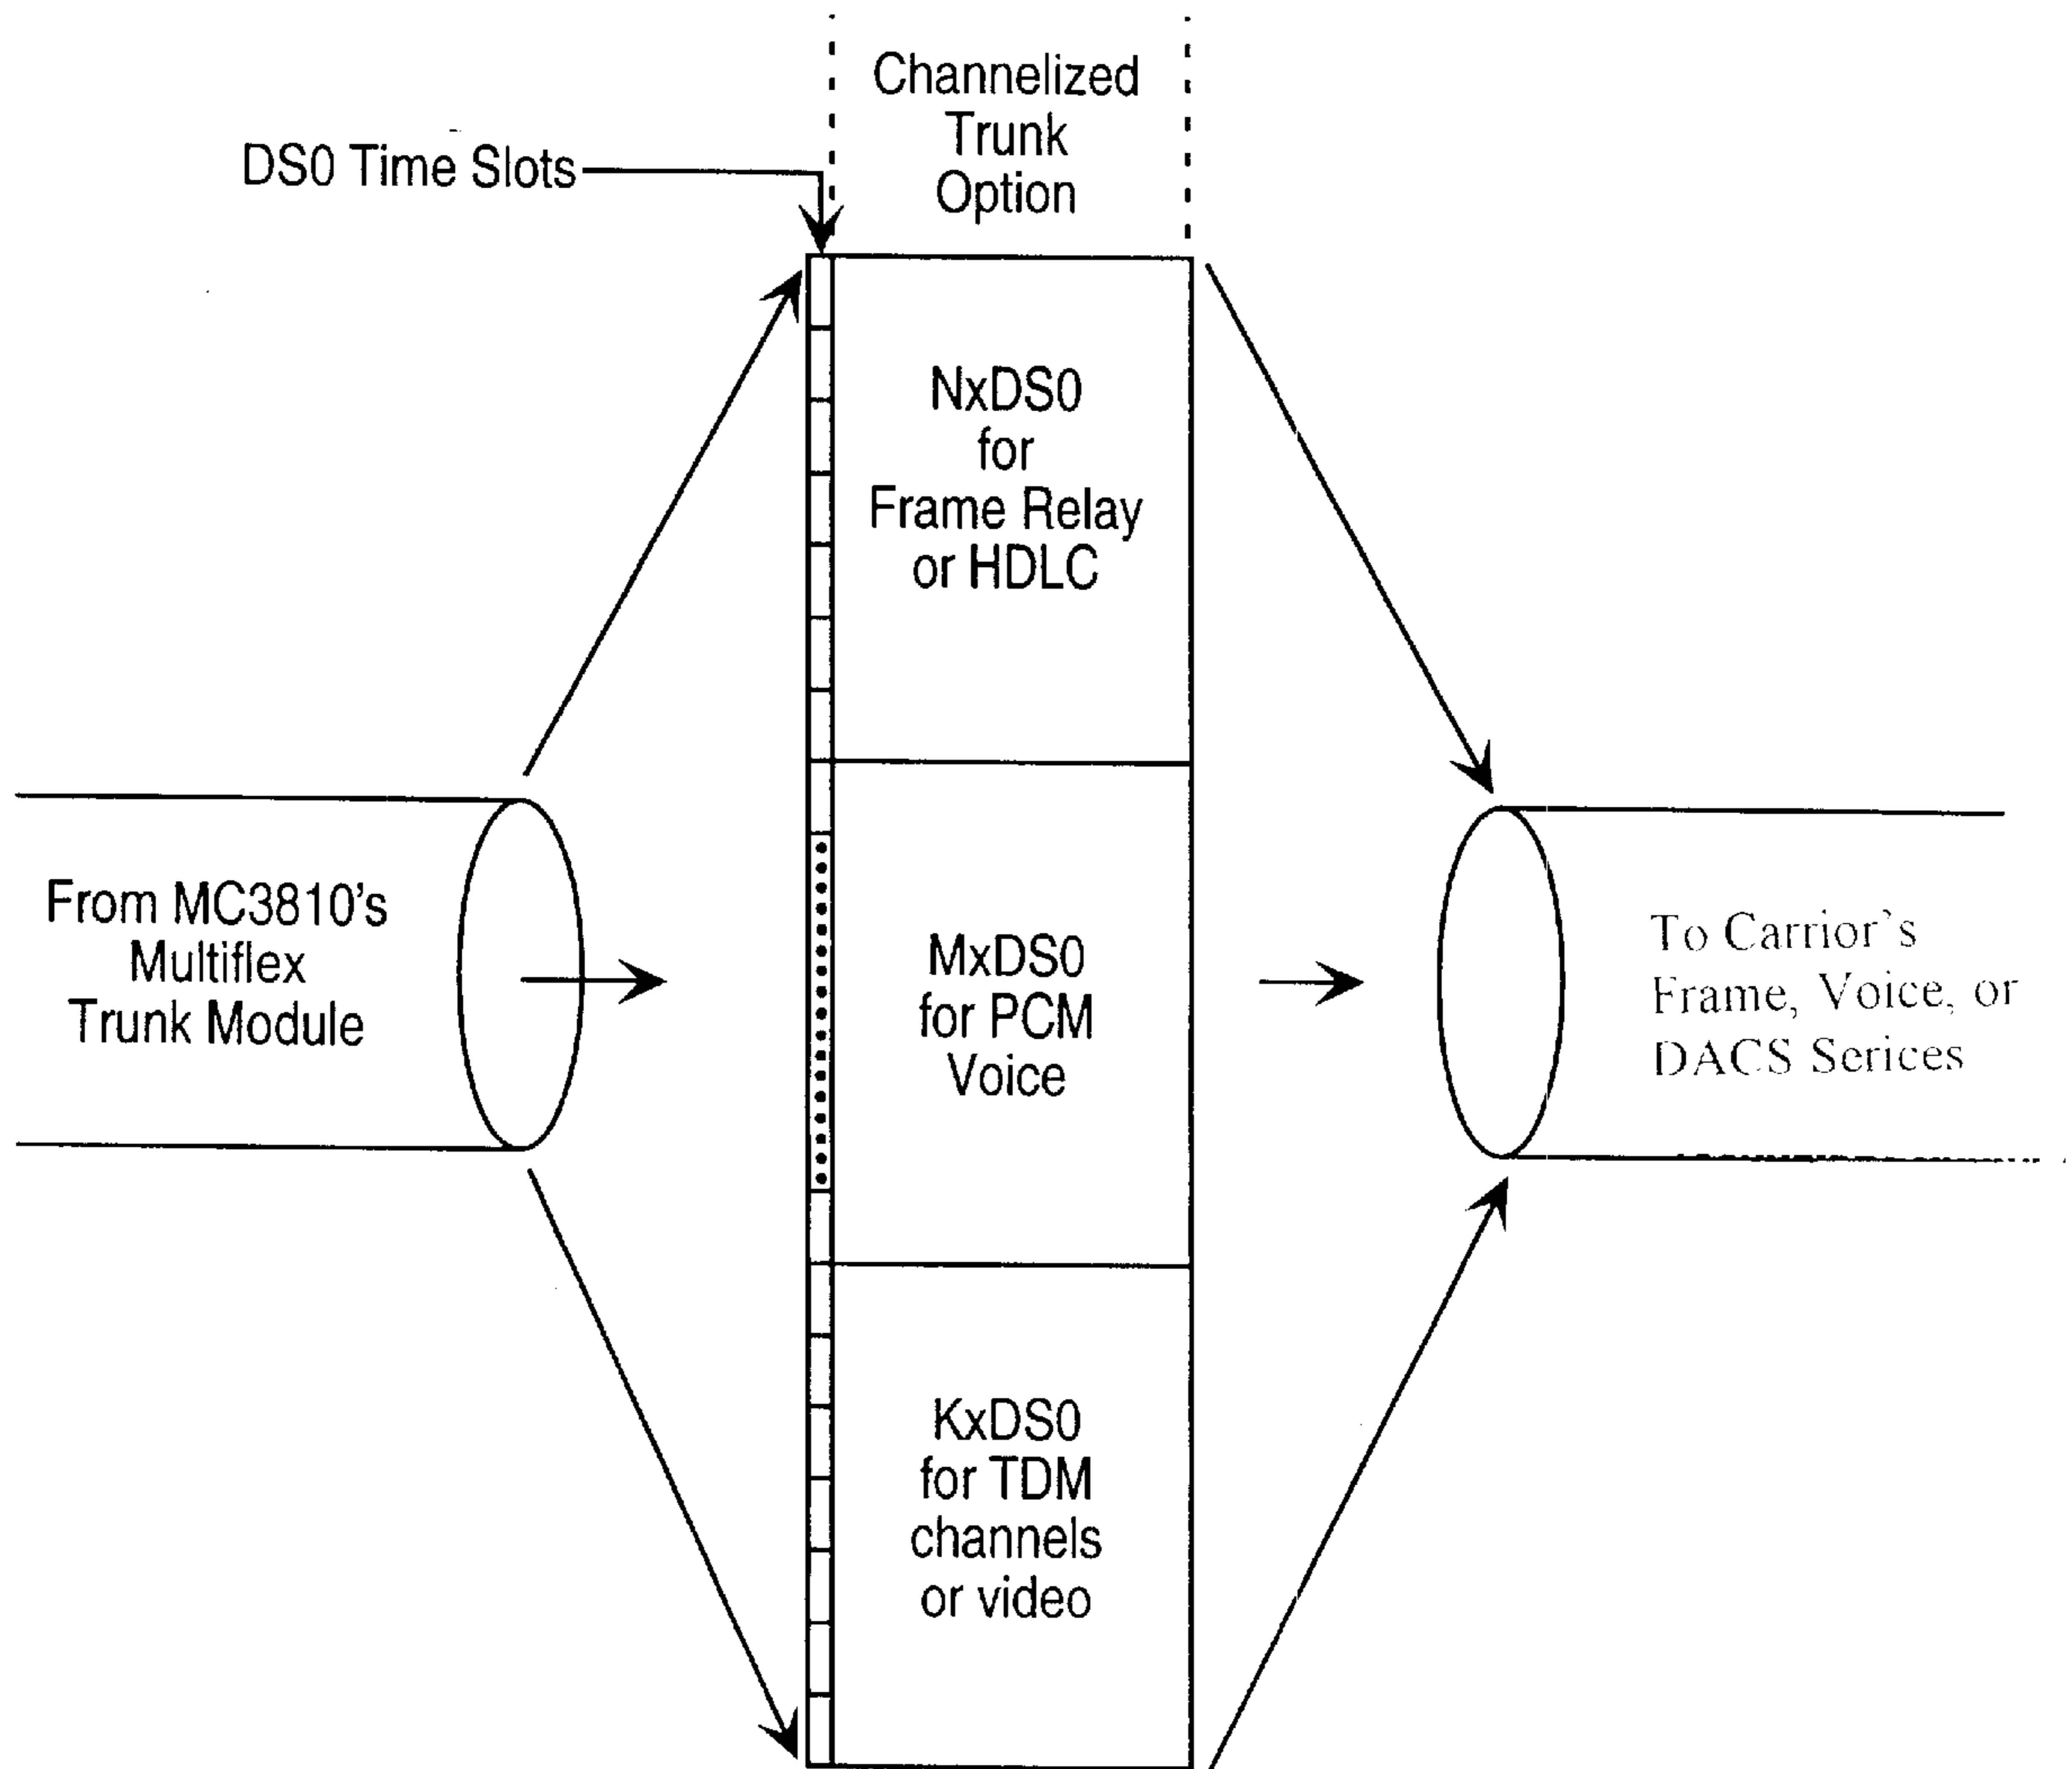 Channelized
Trunk
Option
DS0 Time Slots
NxDS0
for
Frame Relay
or HDLC
From MC3810's
Multiflex
Trunk Module
MxDS0
for PCM
Voice
To Carrior's
Frame, Voice, or
DACS Serices
KxDS0
for TDM
channels
or video